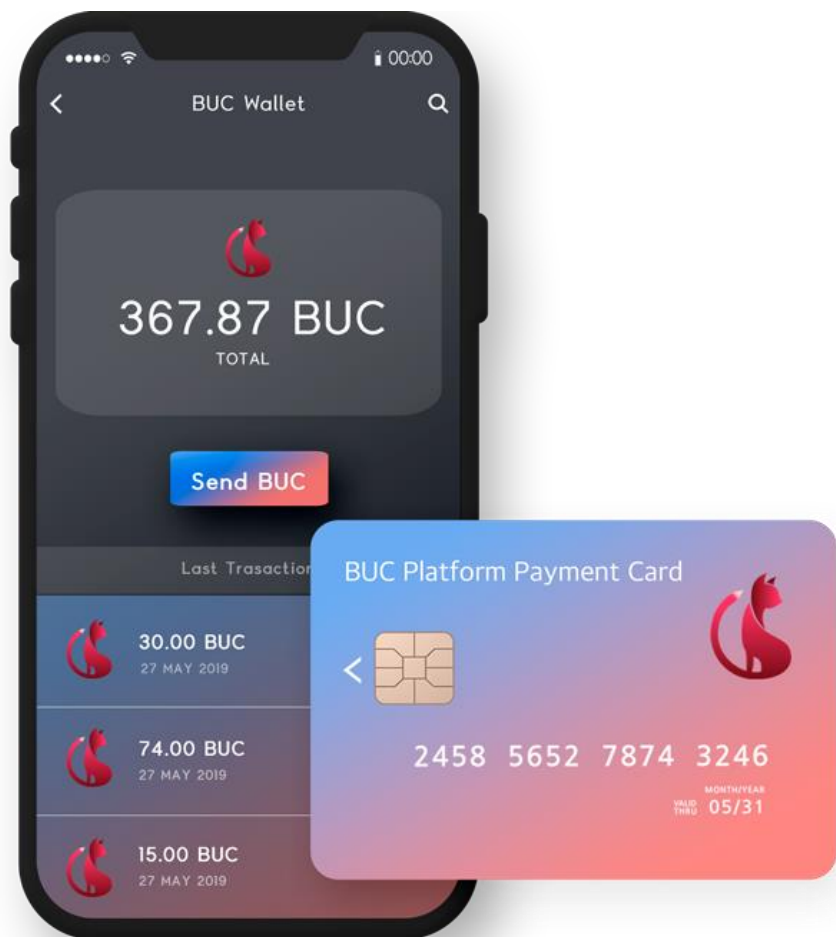 00:00
BUC Wallet
367.87 BUC
TOTAL
Send BUC
Last Trasaction
30.00 BUC
27 MAY 2019
74.00 BUC
27 MAY 2019
15.00 BUC
27 MAY 2019
BUC Platform Payment Card
2458 5652 7874 3246
MONTH/YEAR
VALID THRU 05/31